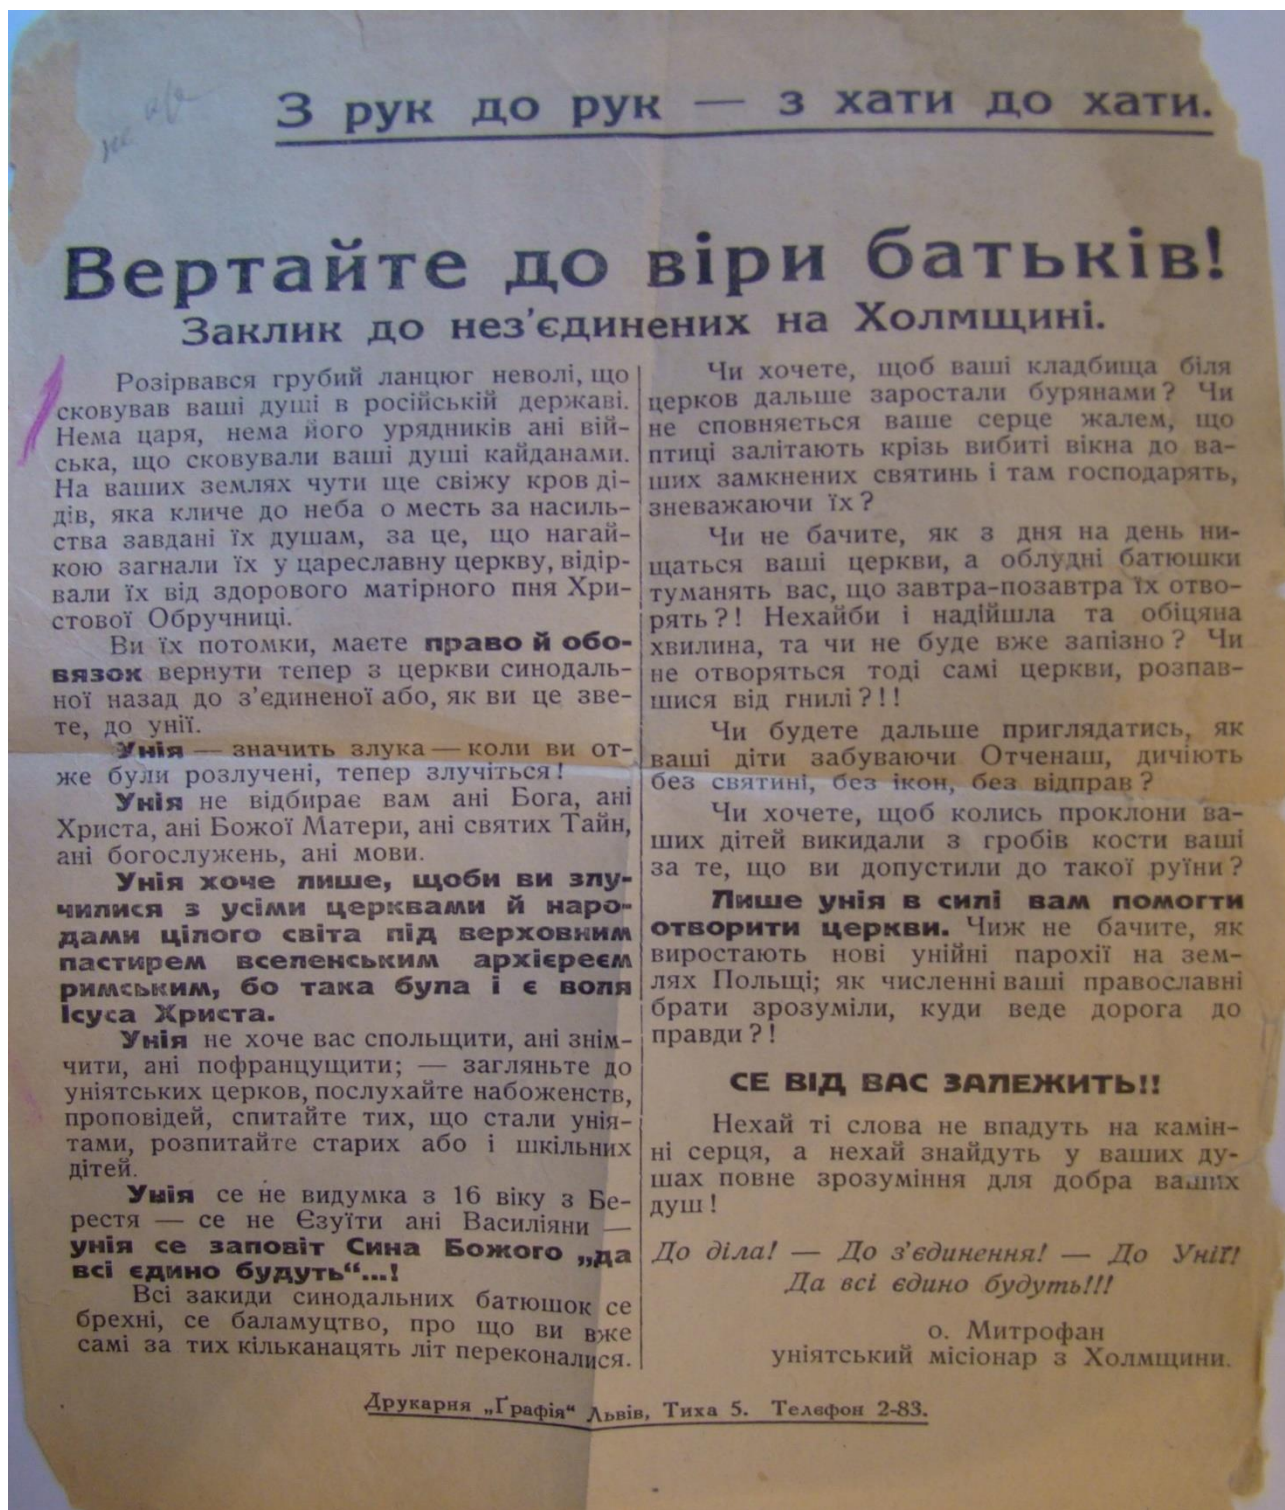 З рук до рук — з хати до хати.
Вертайте до віри батьків!
Заклик до нез'єдинених на Холмщині.
Розірвався грубий ланцюг неволі, що
сковував ваші душі в російській державі.
Нема царя, нема його урядників ані вій-
ська, що сковували ваші душі кайданами.
На ваших землях чути ще свіжу кров ді-
дів, яка кличе до неба о месть за насиль-
ства завдані їх душам, за це, що нагай-
кою загнали їх у цареславну церкву, відір-
вали їх від здорового матірного пня Хри-
стової Обручниці.
Ви їх потомки, маєте право й обо-
вязок вернути тепер з церкви синодаль-
ної назад до з'єдиненої або, як ви це зве-
те, до унії.
Унія — значить злука — коли ви от-
же були розлучені, тепер злучіться!
Унія не відбирає вам ані Бога, ані
Христа, ані Божої Матери, ані святих Тайн,
ані богослужень, ані мови.
Унія хоче лише, щоби ви злу-
чилися з усіми церквами й наро-
дами цілого світа під верховним
пастирем вселенським архієреєм
римським, бо така була і є воля
Ісуса Христа.
Унія не хоче вас спольщити, ані знім-
чити, ані пофранцущити; — загляньте до
уніятських церков, послухайте набоженств,
проповідей, спитайте тих, що стали унія-
тами, розпитайте старих або і шкільних
дітей.
Унія се не видумка з 16 віку з Бе-
рестя — се не Єзуїти ані Василіяни —
унія се заповіт Сина Божого „да
всі єдино будуть“...!
Всі закиди синодальних батюшок се
брехні, се баламуцтво, про що ви вже
самі за тих кільканацять літ переконалися.
Чи хочете, щоб ваші кладбища біля
церков дальше заростали бурянами? Чи
не сповняється ваше серце жалем, що
птиці залітають крізь вибиті вікна до ва-
ших замкнених святинь і там господарять,
зневажаючи їх?
Чи не бачите, як з дня на день ни-
щаться ваші церкви, а облудні батюшки
туманять вас, що завтра-позавтра їх отво-
рять?! Нехайби і надійшла та обіцяна
хвилина, та чи не буде вже запізно? Чи
не отворяться тоді самі церкви, розпав-
шися від гнилі?!!
Чи будете дальше приглядатись, як
ваші діти забуваючи Отченаш, дичіють
без святині, без ікон, без відправ?
Чи хочете, щоб колись проклони ва-
ших дітей викидали з гробів кости ваші
за те, що ви допустили до такої руїни?
Лише унія в силі вам помогти
отворити церкви. Чиж не бачите, як
виростають нові унійні парохії на зем-
лях Польщі; як численні ваші православні
брати зрозуміли, куди веде дорога до
правди?!
СЕ ВІД ВАС ЗАЛЕЖИТЬ!!
Нехай ті слова не впадуть на камін-
ні серця, а нехай знайдуть у ваших ду-
шах повне зрозуміння для добра ваших
душ!
До діла! — До з'єдинення! — До Унії!
Да всі єдино будуть!!!
о. Митрофан
уніятський місіонар з Холмщини.
Друкарня „Ґрафія“ Львів, Тиха 5. Телєфон 2-83.